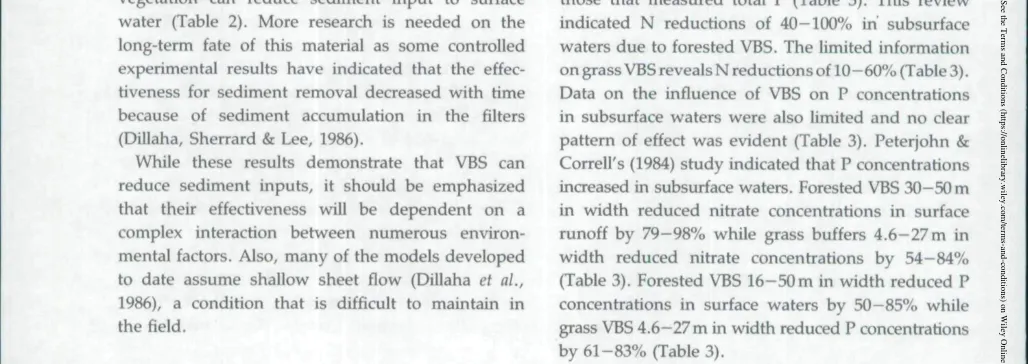 vegetation can reduce sediment input to surface
water (Table 2). More research is needed on the
long-term fate of this material as some controlled
experimental results have indicated that the effec-
tiveness for sediment removal decreased with time
because of sediment accumulation in the filters
(Dillaha, Sherrard & Lee, 1986).
While these results demonstrate that VBS can
reduce sediment inputs, it should be emphasized
that their effectiveness will be dependent on a
complex interaction between numerous environ-
mental factors. Also, many of the models developed
to date assume shallow sheet flow (Dillaha et al.,
1986), a condition that is difficult to maintain in
the field.
those that measured total P (Table 3). This review
indicated N reductions of 40–100% in subsurface
waters due to forested VBS. The limited information
on grass VBS reveals N reductions of 10–60% (Table 3).
Data on the influence of VBS on P concentrations
in subsurface waters were also limited and no clear
pattern of effect was evident (Table 3). Peterjohn &
Correll's (1984) study indicated that P concentrations
increased in subsurface waters. Forested VBS 30–50 m
in width reduced nitrate concentrations in surface
runoff by 79–98% while grass buffers 4.6–27 m in
width reduced nitrate concentrations by 54–84%
(Table 3). Forested VBS 16–50 m in width reduced P
concentrations in surface waters by 50–85% while
grass VBS 4.6–27 m in width reduced P concentrations
by 61–83% (Table 3).
See the Terms and Conditions (https://onlinelibrary.wiley.com/terms-and-conditions) on Wiley Online